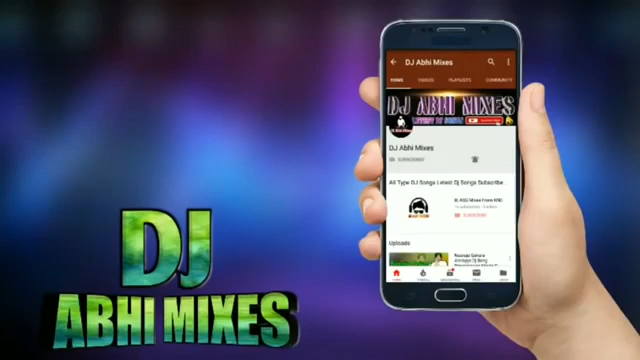 DJ Abhi Mixes
HOME VIDEOS PLAYLISTS COMMUNITY
DJ ABHI MIXES
DJ Abhi Mixes
SUBSCRIBED
All Type DJ Songs Latest Dj Songs Subscribe..
SUBSCRIBED
Uploads
DJ
ABHI MIXES